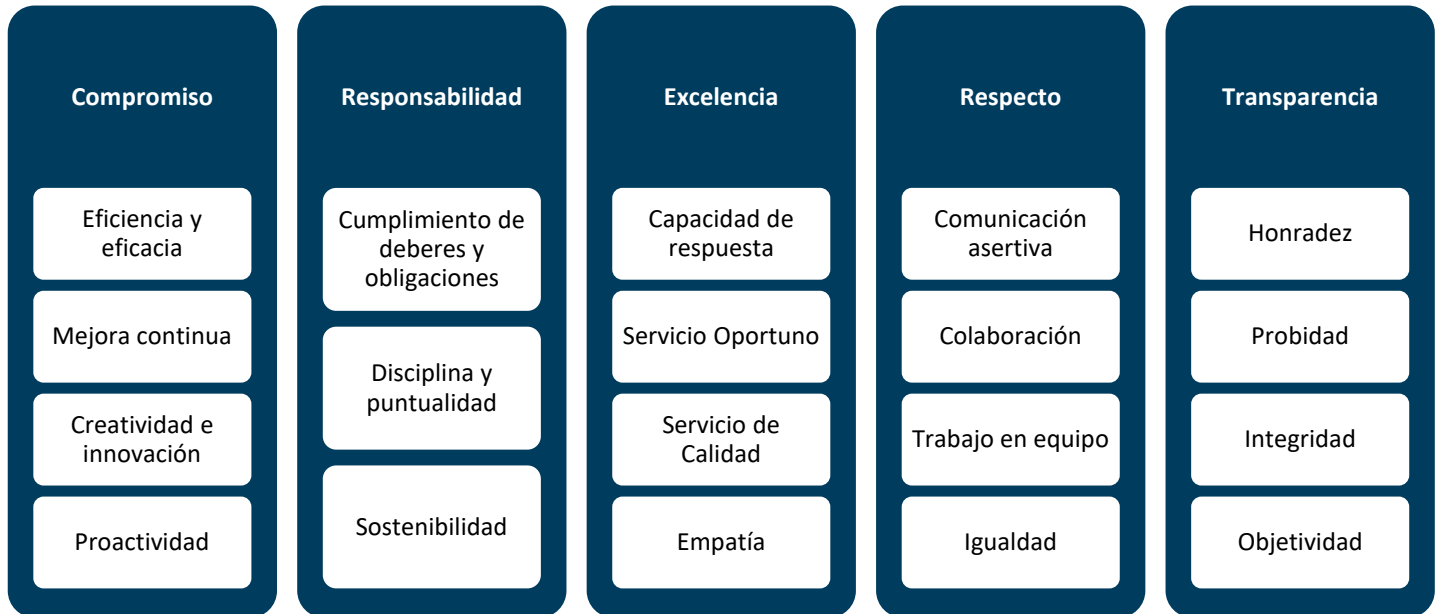 Compromiso
Eficiencia y
eficacia
Mejora continua
Creatividad e
innovación
Proactividad
Responsabilidad
Cumplimiento de
deberes y
obligaciones
Disciplina y
puntualidad
Sostenibilidad
Excelencia
Capacidad de
respuesta
Servicio Oportuno
Servicio de
Calidad
Empatía
Respecto
Comunicación
asertiva
Colaboración
Trabajo en equipo
Igualdad
Transparencia
Honradez
Probidad
Integridad
Objetividad